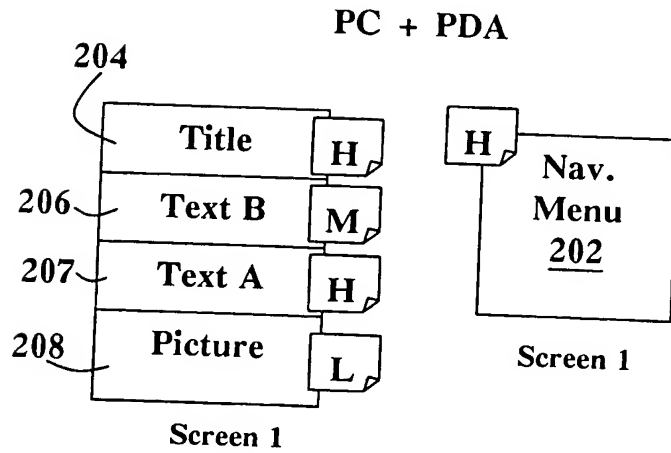 PC + PDA
204
Title
H
206
Text B
M
207
Text A
H
208
Picture
L
Screen 1
H
Nav.
Menu
202
Screen 1